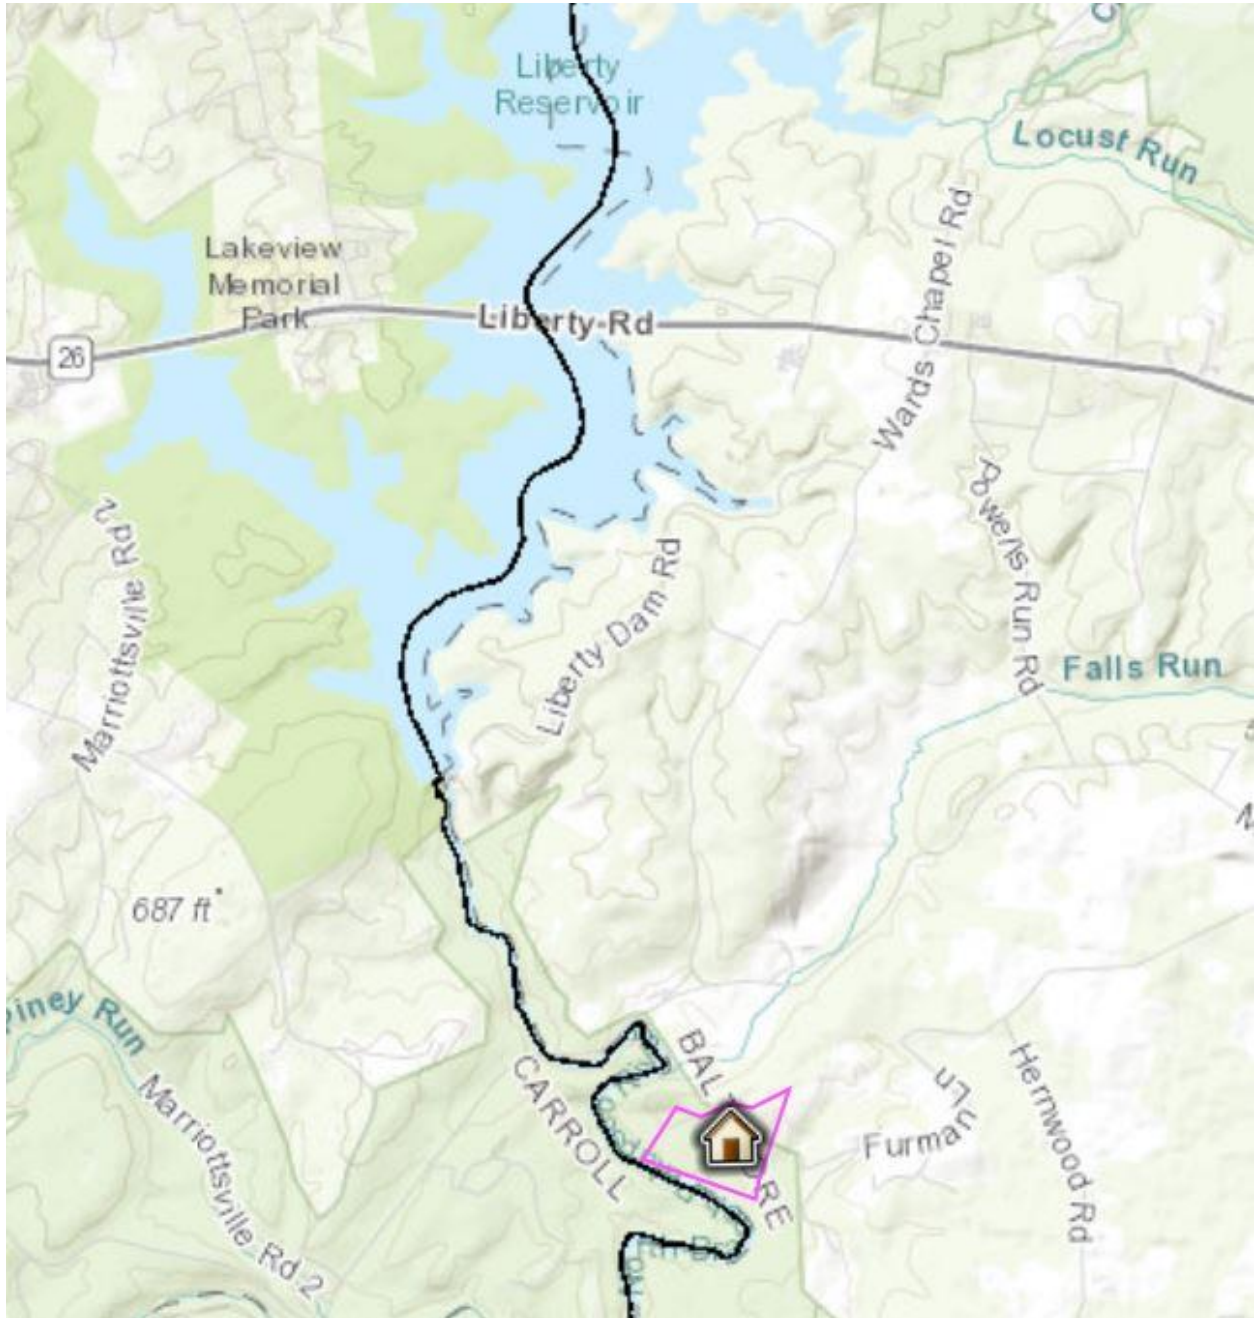 Liberty
Reservoir
Locust Run
Lakeview
Memorial
Park
Wards Chapel Rd
Liberty Rd
26
Marriottsville Rd 2
Powells Run Rd
Liberty Dam Rd
Falls Run
687 ft
Piney Run
CARROLL
Marriottsville Rd 2
Furman Ln
Hernwood Rd